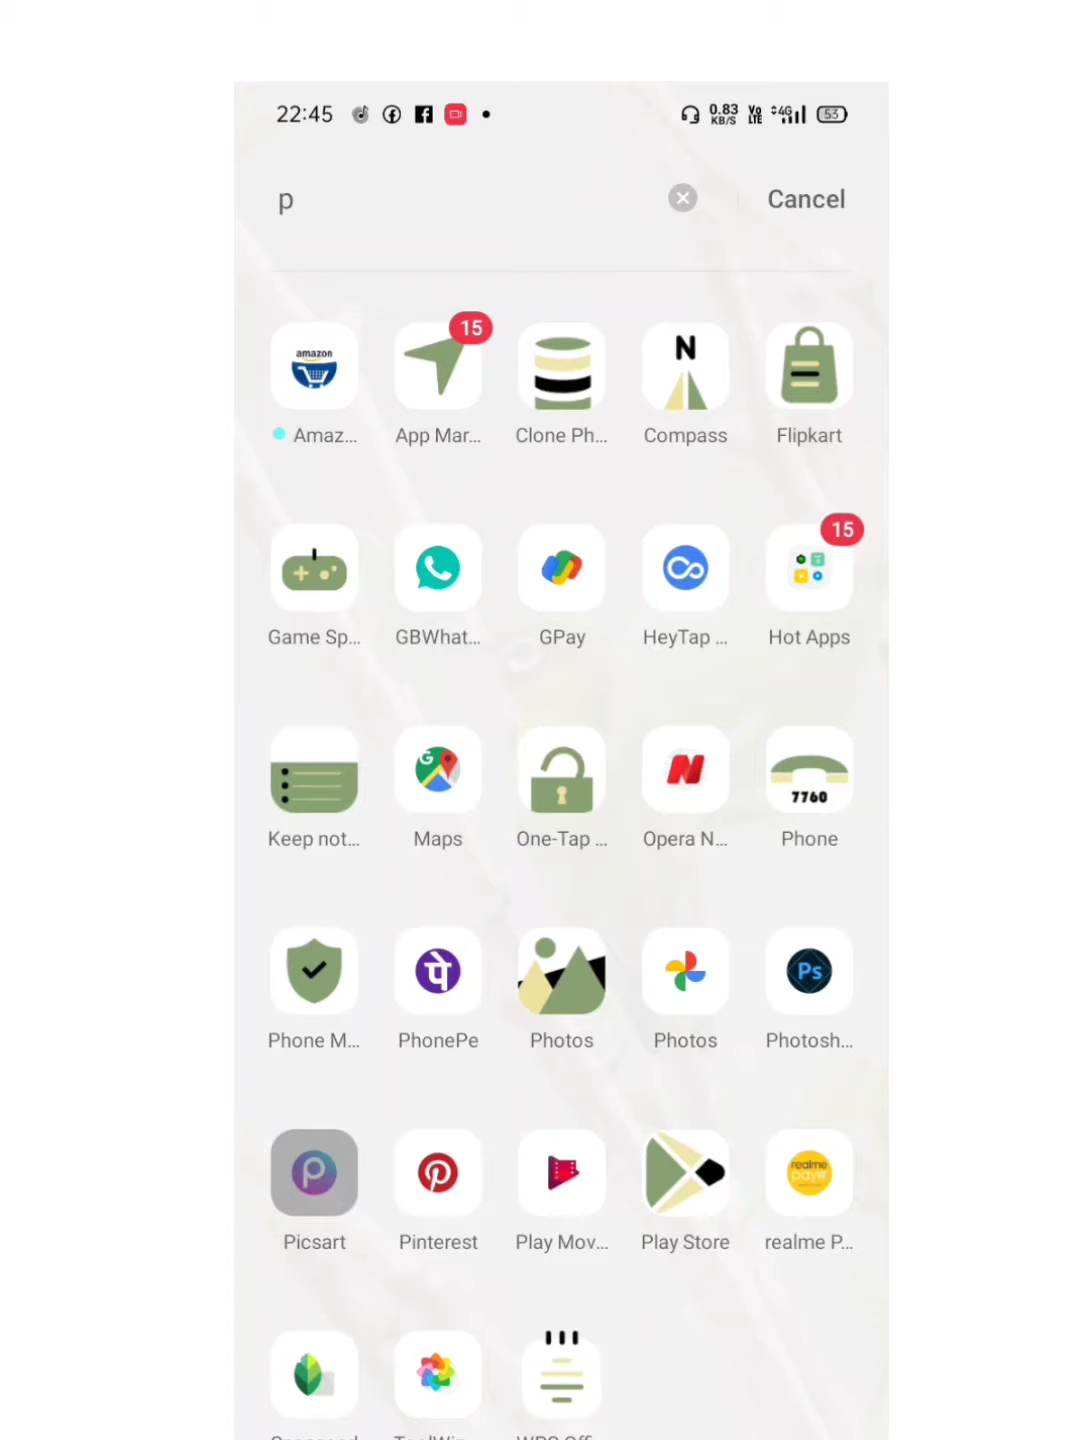 22:45 0.83 KB/S Vo LTE 4G 53
p Cancel
amazon 15 N
Amaz... App Mar... Clone Ph... Compass Flipkart
15
Game Sp... GBWhat... GPay HeyTap ... Hot Apps
G N 7760
Keep not... Maps One-Tap ... Opera N... Phone
पे Ps
Phone M... PhonePe Photos Photos Photosh...
realme
pay
Picsart Pinterest Play Mov... Play Store realme P...